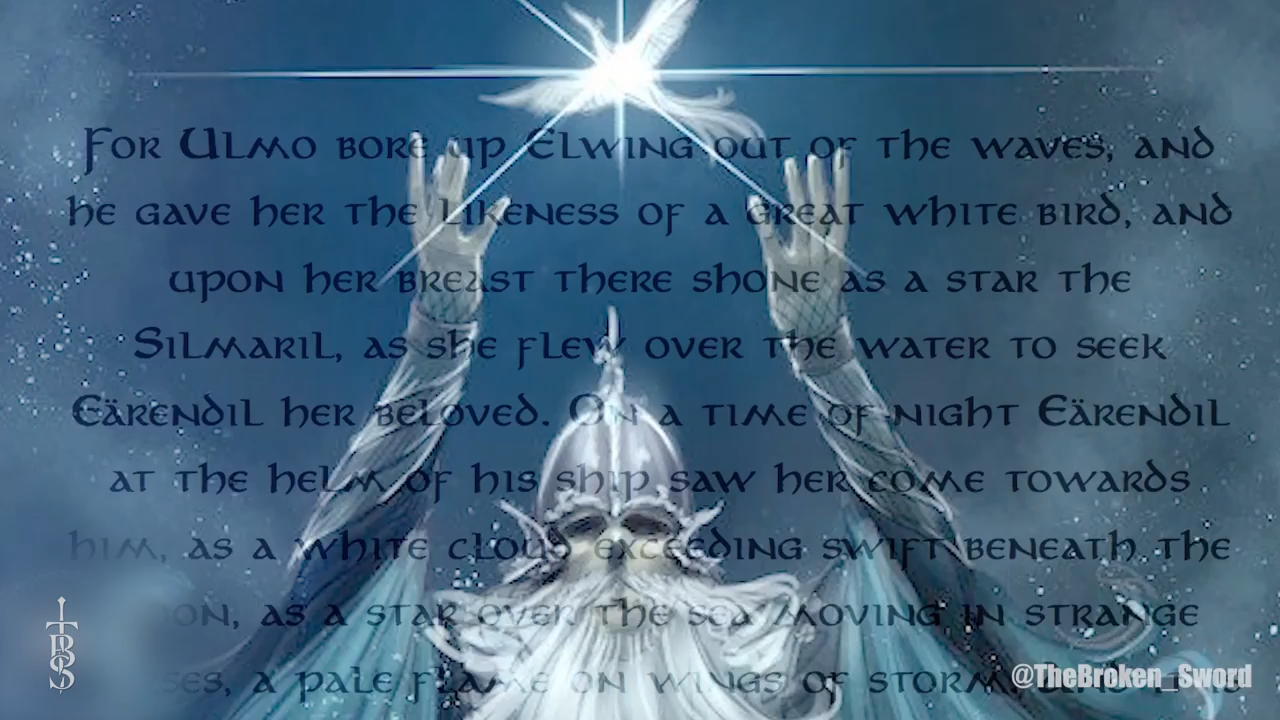 For Ulmo bore up Elwing out of the waves, and
he gave her the likeness of a great white bird, and
upon her breast there shone as a star the
Silmaril, as she flew over the water to seek
Eärendil her beloved. On a time of night Eärendil
at the helm of his ship saw her come towards
him, as a white cloud exceeding swift beneath the
as a star over the sea moving in strange
a pale flame on wings of storm
@TheBroken_Sword
TBS